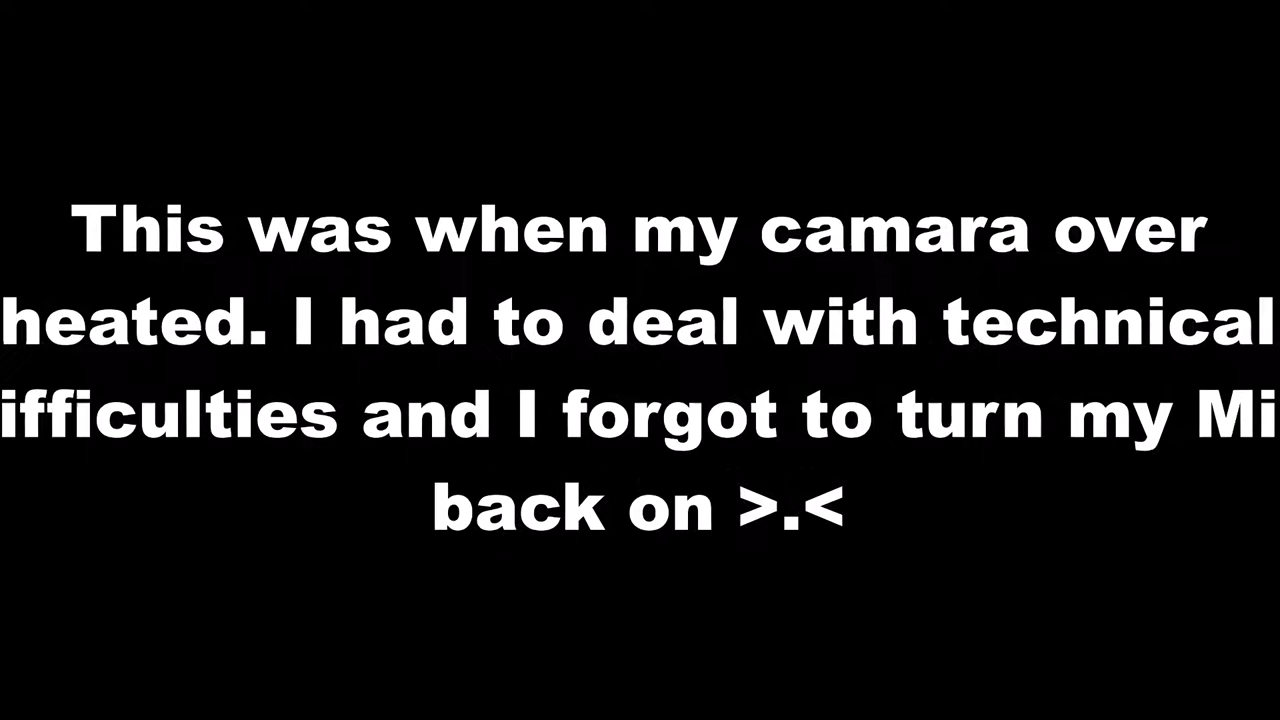 This was when my camara over
heated. I had to deal with technical
ifficulties and I forgot to turn my Mi
back on >.<